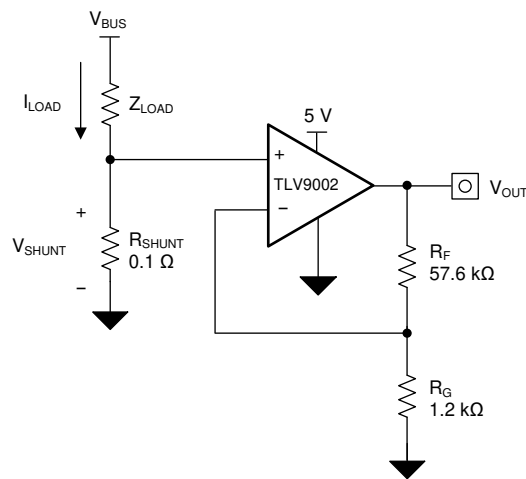 VBUS
ILOAD
ZLOAD
5 V
+
TLV9002
−
VOUT
+
VSHUNT
−
RSHUNT
0.1 Ω
RF
57.6 kΩ
RG
1.2 kΩ